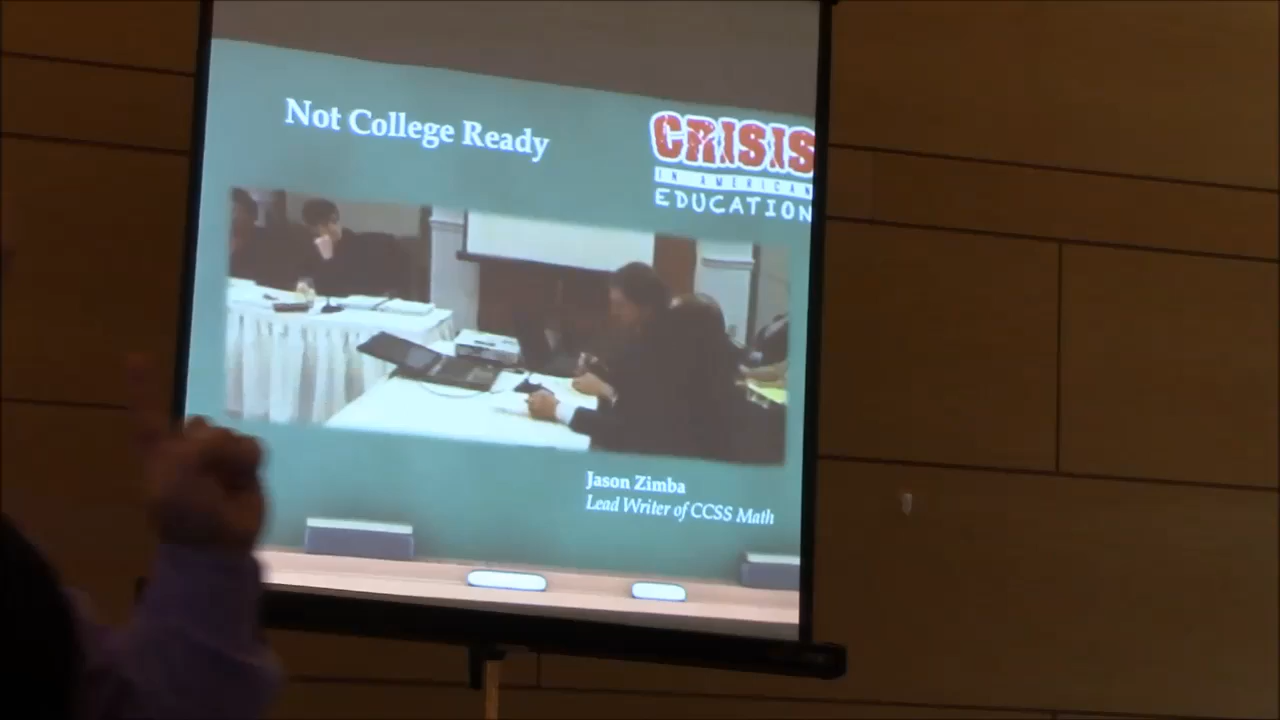 Not College Ready
CRISIS
IN AMERICAN
EDUCATION
Jason Zimba
Lead Writer of CCSS Math